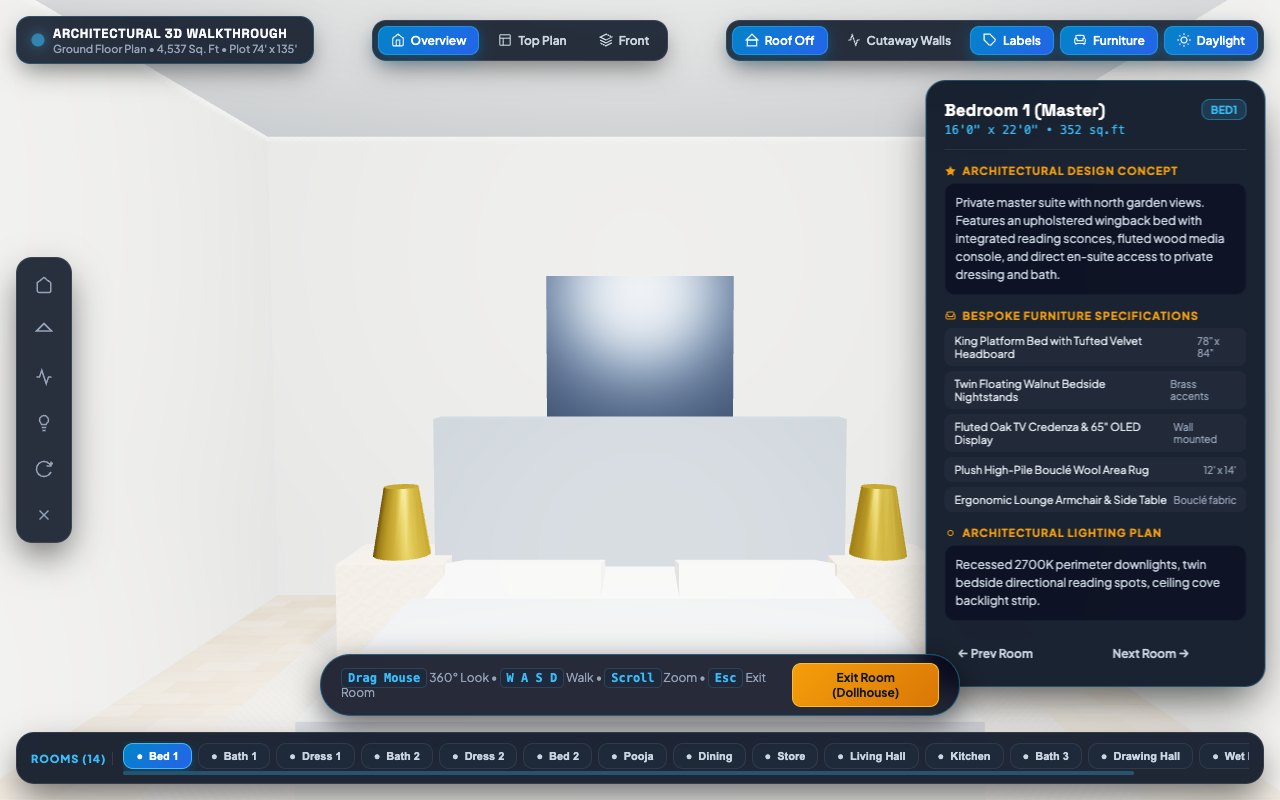 ARCHITECTURAL 3D WALKTHROUGH
Ground Floor Plan • 4,537 Sq. Ft • Plot 74' x 135'
Overview
Top Plan
Front
Roof Off
Cutaway Walls
Labels
Furniture
Daylight
Bedroom 1 (Master)
BED1
16'0" x 22'0" • 352 sq.ft
★ ARCHITECTURAL DESIGN CONCEPT
Private master suite with north garden views.
Features an upholstered wingback bed with
integrated reading sconces, fluted wood media
console, and direct en-suite access to private
dressing and bath.
BESPOKE FURNITURE SPECIFICATIONS
King Platform Bed with Tufted Velvet
Headboard
78" x
84"
Twin Floating Walnut Bedside
Nightstands
Brass
accents
Fluted Oak TV Credenza & 65" OLED
Display
Wall
mounted
Plush High-Pile Bouclé Wool Area Rug
12' x 14'
Ergonomic Lounge Armchair & Side Table
Bouclé fabric
ARCHITECTURAL LIGHTING PLAN
Recessed 2700K perimeter downlights, twin
bedside directional reading spots, ceiling cove
backlight strip.
← Prev Room
Next Room →
Drag Mouse 360° Look • W A S D Walk • Scroll Zoom • Esc Exit
Room
Exit Room
(Dollhouse)
ROOMS (14)
● Bed 1
● Bath 1
● Dress 1
● Bath 2
● Dress 2
● Bed 2
● Pooja
● Dining
● Store
● Living Hall
● Kitchen
● Bath 3
● Drawing Hall
● Wet